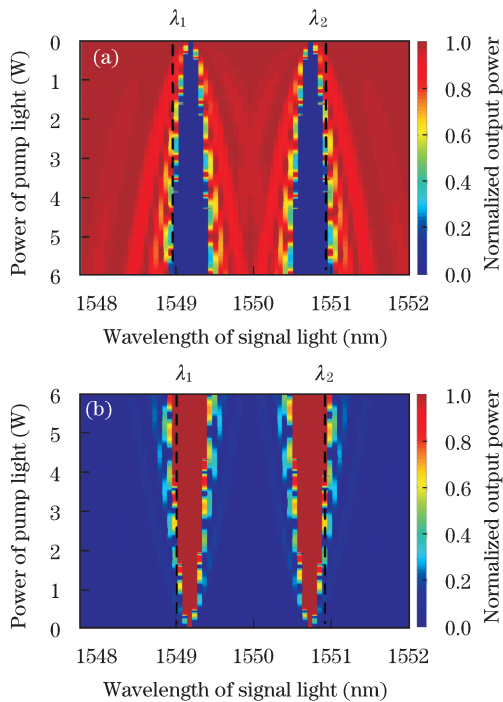 λ1 λ2
(a)
Power of pump light (W)
0
1
2
3
4
5
6
1548 1549 1550 1551 1552
Wavelength of signal light (nm)
1.0
0.8
0.6
0.4
0.2
0.0
Normalized output power
λ1 λ2
(b)
Power of pump light (W)
6
5
4
3
2
1
0
1548 1549 1550 1551 1552
Wavelength of signal light (nm)
1.0
0.8
0.6
0.4
0.2
0.0
Normalized output power